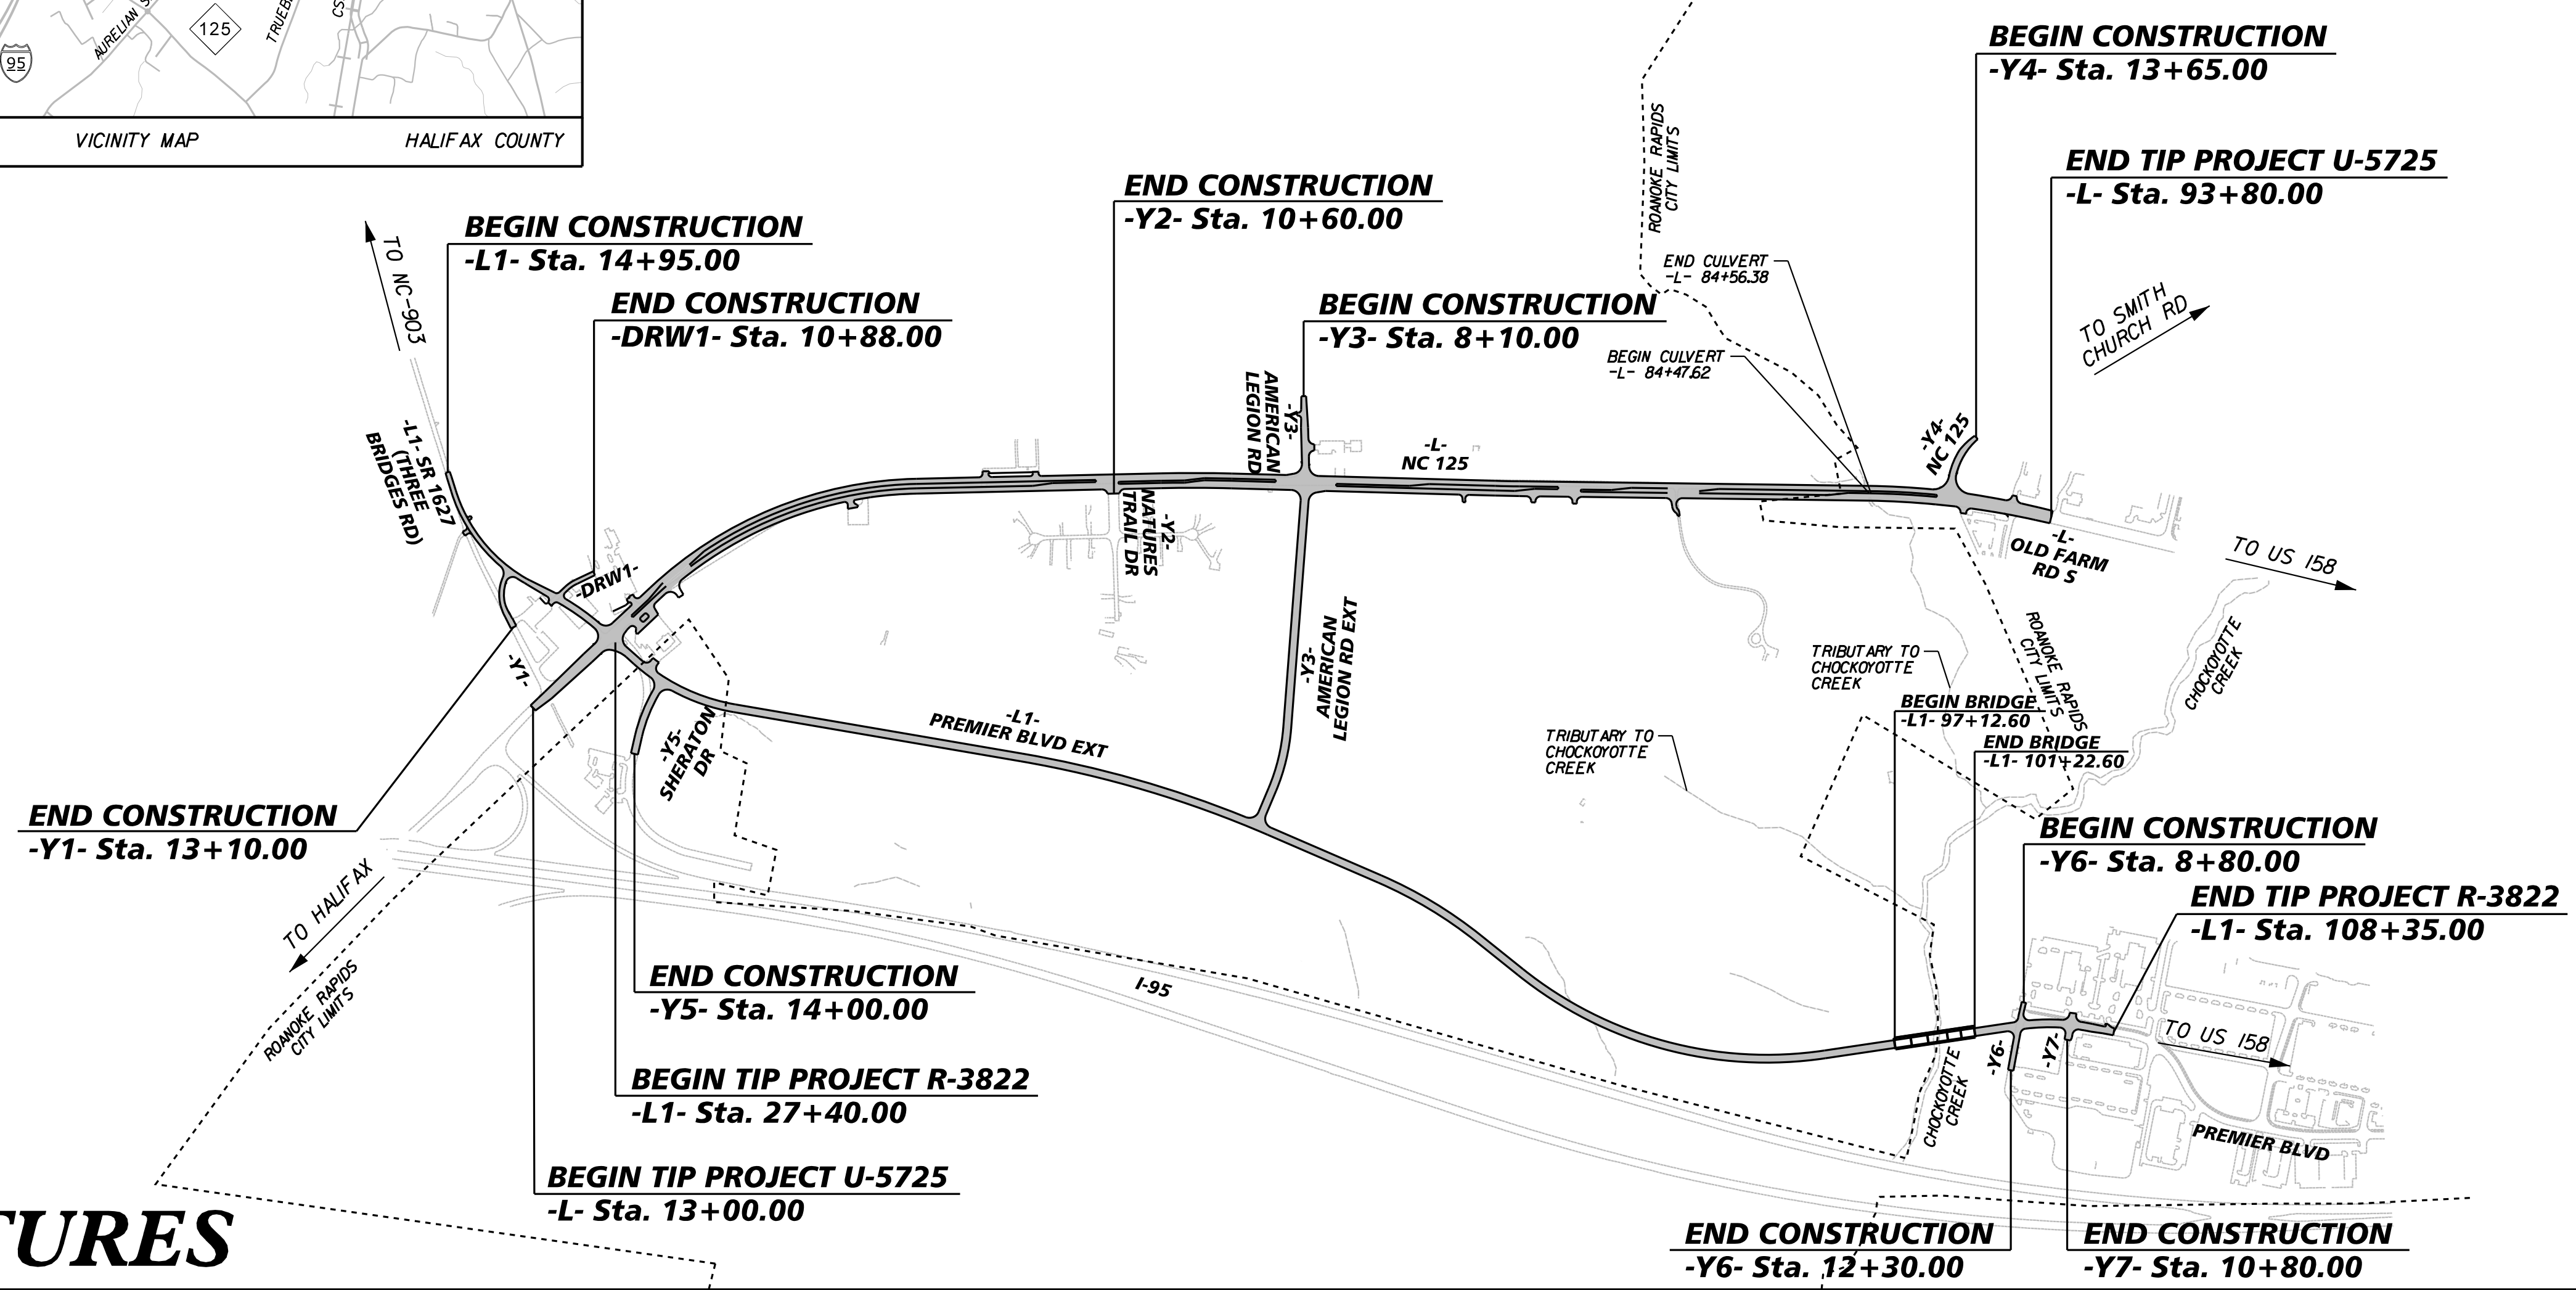 95
AURELIAN S
125
TRUEB
CS
VICINITY MAP
HALIFAX COUNTY
BEGIN CONSTRUCTION
-Y4- Sta. 13+65.00
END TIP PROJECT U-5725
-L- Sta. 93+80.00
END CONSTRUCTION
-Y2- Sta. 10+60.00
ROANOKE RAPIDS
CITY LIMITS
BEGIN CONSTRUCTION
-L1- Sta. 14+95.00
TO NC-903
END CULVERT
-L- 84+56.38
END CONSTRUCTION
-DRW1- Sta. 10+88.00
BEGIN CONSTRUCTION
-Y3- Sta. 8+10.00
BEGIN CULVERT
-L- 84+47.62
TO SMITH
CHURCH RD
-L1- SR 1627
(THREE
BRIDGES RD)
AMERICAN
LEGION RD
-Y3-
-L-
NC 125
-Y4-
NC 125
-Y2-
NATURES
TRAIL DR
-L-
OLD FARM
RD S
TO US 158
-DRW1-
-Y1-
-Y3-
AMERICAN
LEGION RD EXT
ROANOKE RAPIDS
CITY LIMITS
CHOCKOYOTTE
CREEK
TRIBUTARY TO
CHOCKOYOTTE
CREEK
BEGIN BRIDGE
-L1- 97+12.60
END BRIDGE
-L1- 101+22.60
TRIBUTARY TO
CHOCKOYOTTE
CREEK
-Y5-
SHERATON
DR
-L1-
PREMIER BLVD EXT
END CONSTRUCTION
-Y1- Sta. 13+10.00
BEGIN CONSTRUCTION
-Y6- Sta. 8+80.00
END TIP PROJECT R-3822
-L1- Sta. 108+35.00
TO HALIFAX
ROANOKE RAPIDS
CITY LIMITS
I-95
END CONSTRUCTION
-Y5- Sta. 14+00.00
TO US 158
-Y6-
-Y7-
CHOCKOYOTTE
CREEK
PREMIER BLVD
BEGIN TIP PROJECT R-3822
-L1- Sta. 27+40.00
BEGIN TIP PROJECT U-5725
-L- Sta. 13+00.00
TURES
END CONSTRUCTION
-Y6- Sta. 12+30.00
END CONSTRUCTION
-Y7- Sta. 10+80.00